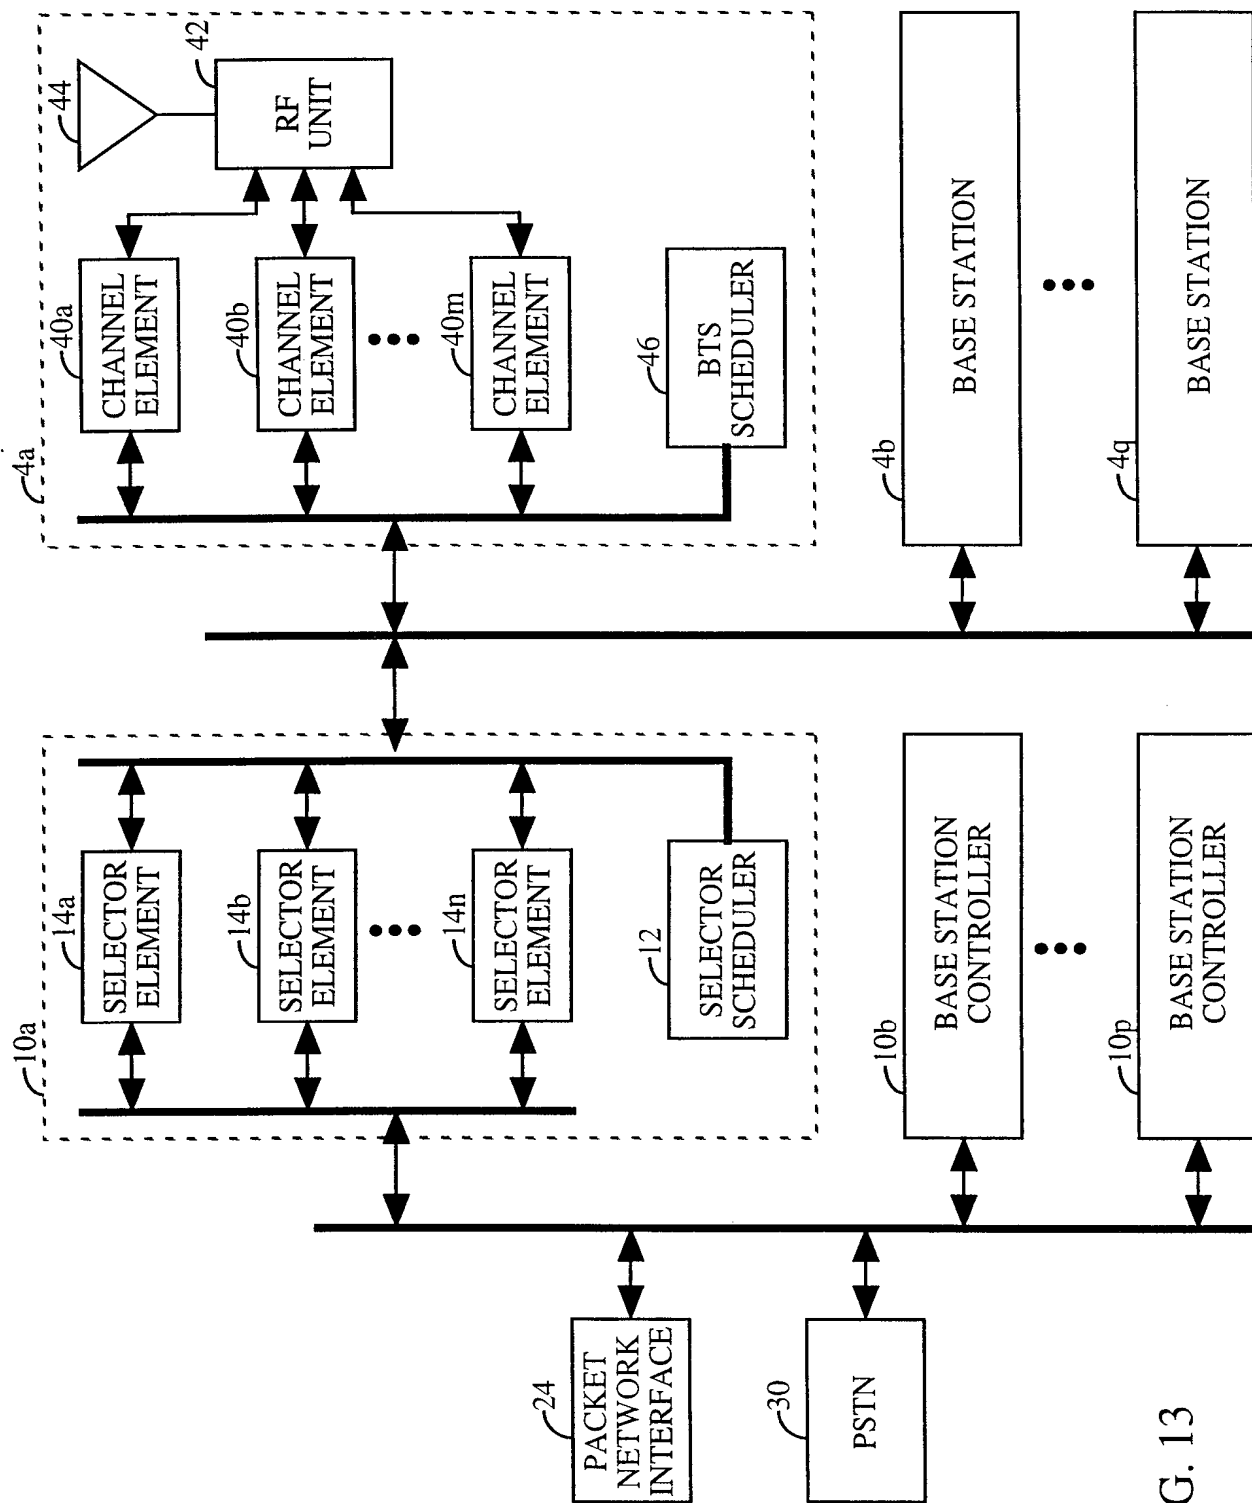 4a
44
42
40a
CHANNEL
ELEMENT
RF
UNIT
40b
CHANNEL
ELEMENT
40m
CHANNEL
ELEMENT
46
BTS
SCHEDULER
4b
BASE STATION
4q
BASE STATION
10a
14a
SELECTOR
ELEMENT
14b
SELECTOR
ELEMENT
14n
SELECTOR
ELEMENT
12
SELECTOR
SCHEDULER
10b
BASE STATION
CONTROLLER
10p
BASE STATION
CONTROLLER
24
PACKET
NETWORK
INTERFACE
30
PSTN
G. 13